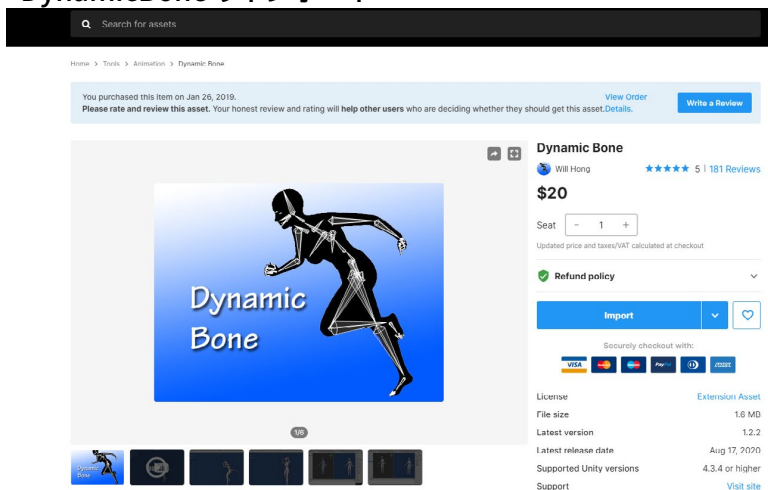 Search for assets
Home > Tools > Animation > Dynamic Bone
You purchased this item on Jan 26, 2019.
View Order
Please rate and review this asset. Your honest review and rating will help other users who are deciding whether they should get this asset.Details.
Write a Review
Dynamic Bone
Will Hong
5 | 181 Reviews
$20
Seat - 1 +
Updated price and taxes/VAT calculated at checkout
Refund policy
Import
Securely checkout with:
VISA
PayPal
License Extension Asset
File size 1.6 MB
Latest version 1.2.2
Latest release date Aug 17, 2020
Supported Unity versions 4.3.4 or higher
Support Visit site
Dynamic
Bone
1/6
Dynamic
Bone